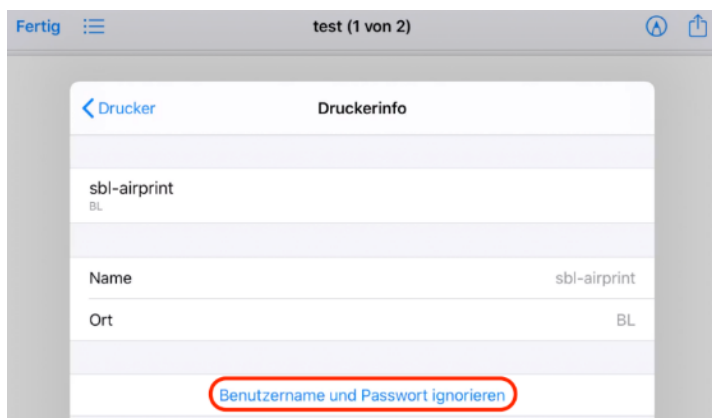 Fertig
test (1 von 2)
Drucker
Druckerinfo
sbl-airprint
BL
Name
sbl-airprint
Ort
BL
Benutzername und Passwort ignorieren